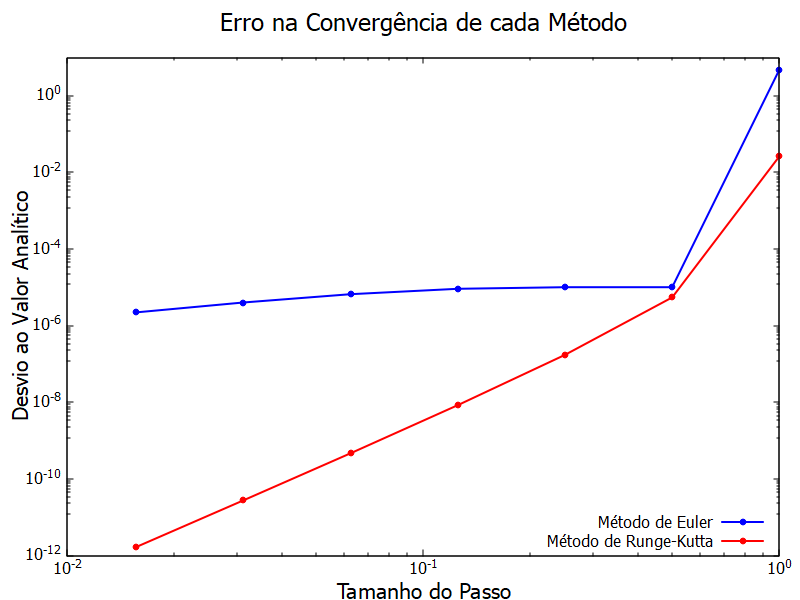 Erro na Convergência de cada Método
Desvio ao Valor Analítico
10^0
10^-2
10^-4
10^-6
10^-8
10^-10
10^-12
Método de Euler
Método de Runge-Kutta
10^-2
10^-1
10^0
Tamanho do Passo